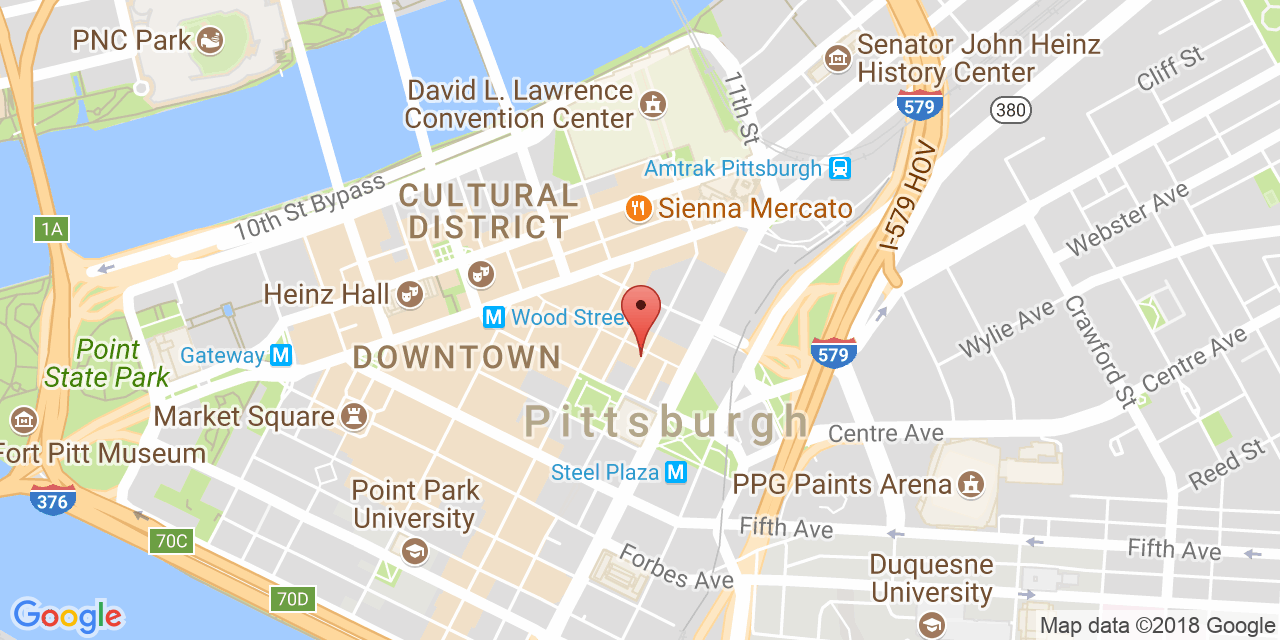 PNC Park
Senator John Heinz
History Center
Cliff St
579
380
David L. Lawrence
Convention Center
11th St
Amtrak Pittsburgh
I-579 HOV
Webster Ave
CULTURAL
DISTRICT
Sienna Mercato
10th St Bypass
1A
Heinz Hall
M Wood Stree
Wylie Ave
Crawford St
Centre Ave
Point
State Park
Gateway M
DOWNTOWN
579
Market Square
Pittsburgh
Centre Ave
Fort Pitt Museum
Steel Plaza M
PPG Paints Arena
Reed St
376
Point Park
University
Fifth Ave
70C
Forbes Ave
Fifth Ave
Duquesne
University
70D
Google
Map data ©2018 Google